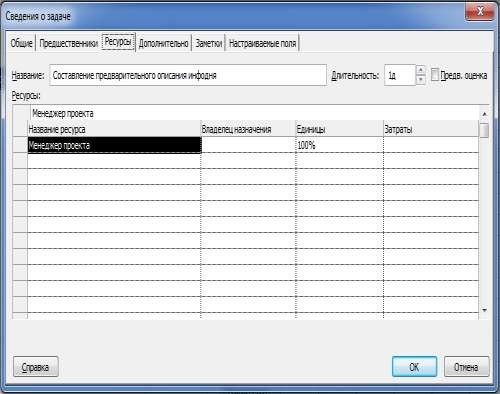 Сведения о задаче
Общие Предшественники Ресурсы Дополнительно Заметки Настраиваемые поля
Название: Составление предварительного описания инфодня Длительность: 1д Предв. оценка
Ресурсы:
Менеджер проекта
Название ресурса Владелец назначения Единицы Затраты
Менеджер проекта 100%
Справка OK Отмена